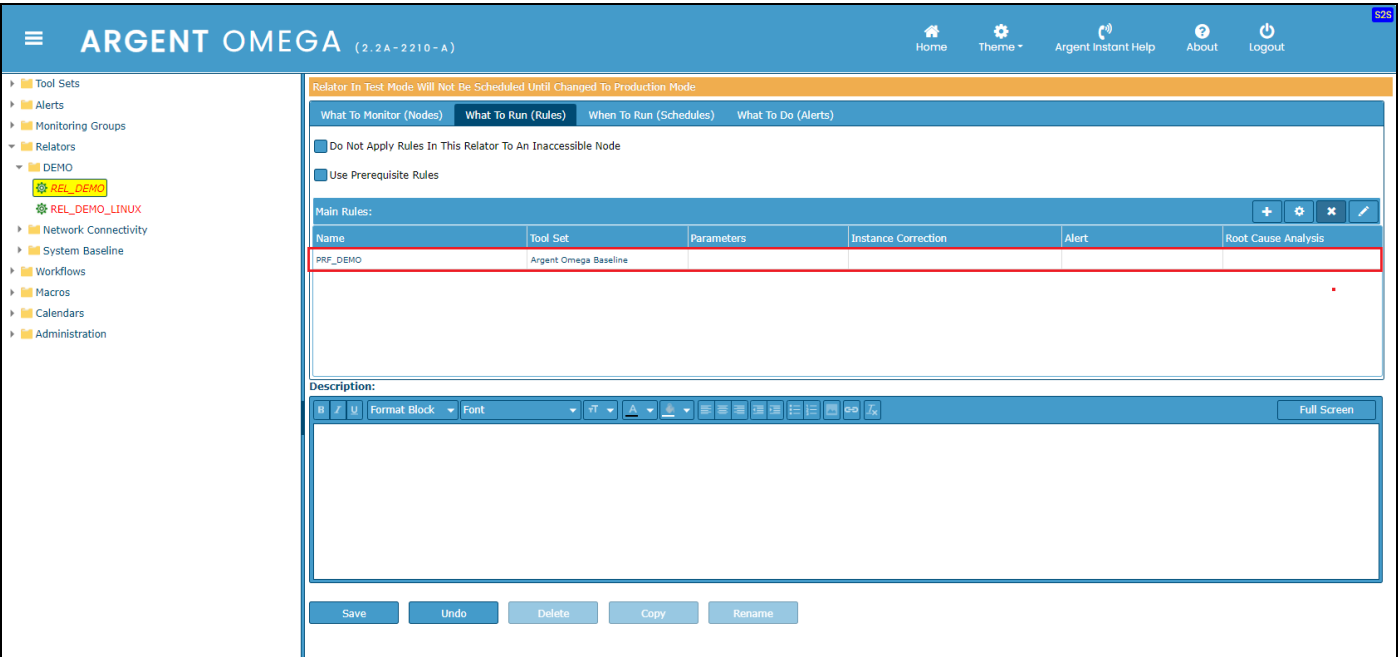 S2S
ARGENT OMEGA (2.2A-2210-A)
Home Theme Argent Instant Help About Logout
Tool Sets
Alerts
Monitoring Groups
Relators
DEMO
REL_DEMO
REL_DEMO_LINUX
Network Connectivity
System Baseline
Workflows
Macros
Calendars
Administration
Relator In Test Mode Will Not Be Scheduled Until Changed To Production Mode
What To Monitor (Nodes) What To Run (Rules) When To Run (Schedules) What To Do (Alerts)
Do Not Apply Rules In This Relator To An Inaccessible Node
Use Prerequisite Rules
Main Rules:
Name Tool Set Parameters Instance Correction Alert Root Cause Analysis
PRF_DEMO Argent Omega Baseline
Description:
B I U Format Block Font A Full Screen
Save Undo Delete Copy Rename